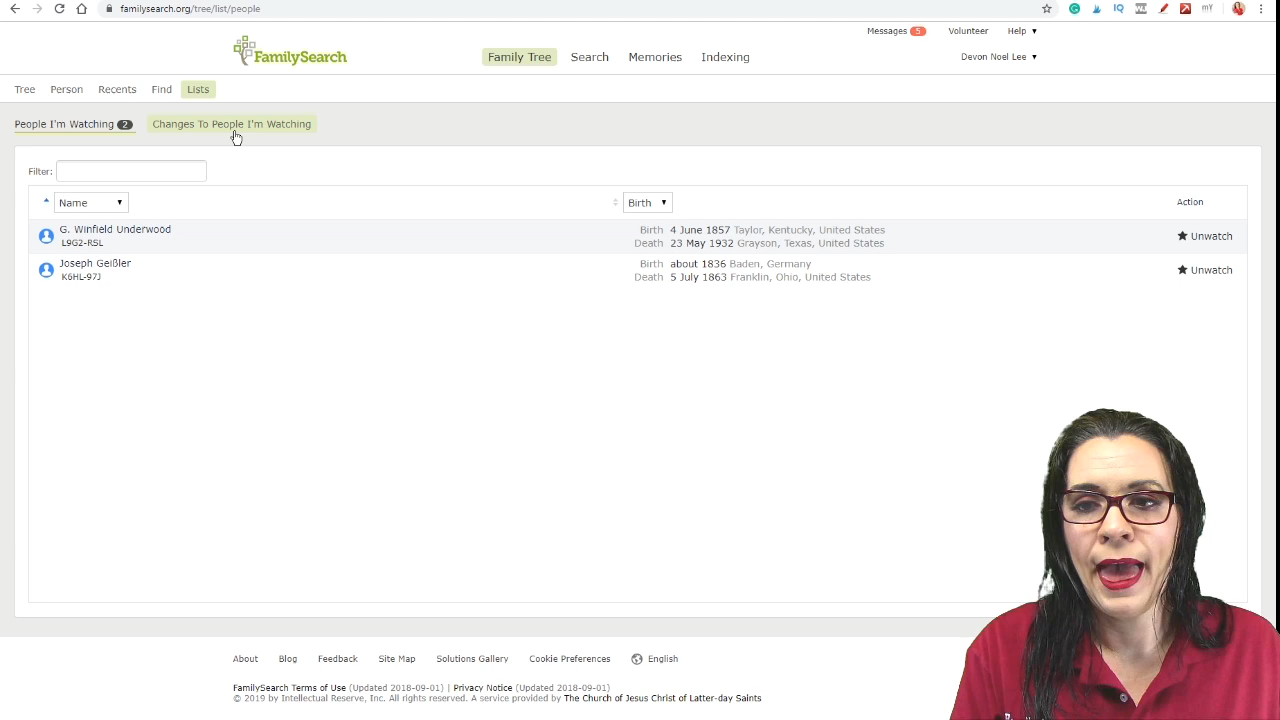 familysearch.org/tree/list/people
Messages 5 Volunteer Help
FamilySearch
Family Tree Search Memories Indexing
Devon Noel Lee
Tree Person Recents Find Lists
People I'm Watching 2 Changes To People I'm Watching
Filter:
Name Birth Action
G. Winfield Underwood
L9G2-RSL
Birth 4 June 1857 Taylor, Kentucky, United States
Death 23 May 1932 Grayson, Texas, United States
Unwatch
Joseph Geißler
K6HL-97J
Birth about 1836 Baden, Germany
Death 5 July 1863 Franklin, Ohio, United States
Unwatch
About Blog Feedback Site Map Solutions Gallery Cookie Preferences English
FamilySearch Terms of Use (Updated 2018-09-01) | Privacy Notice (Updated 2018-09-01)
© 2019 by Intellectual Reserve, Inc. All rights reserved. A service provided by The Church of Jesus Christ of Latter-day Saints